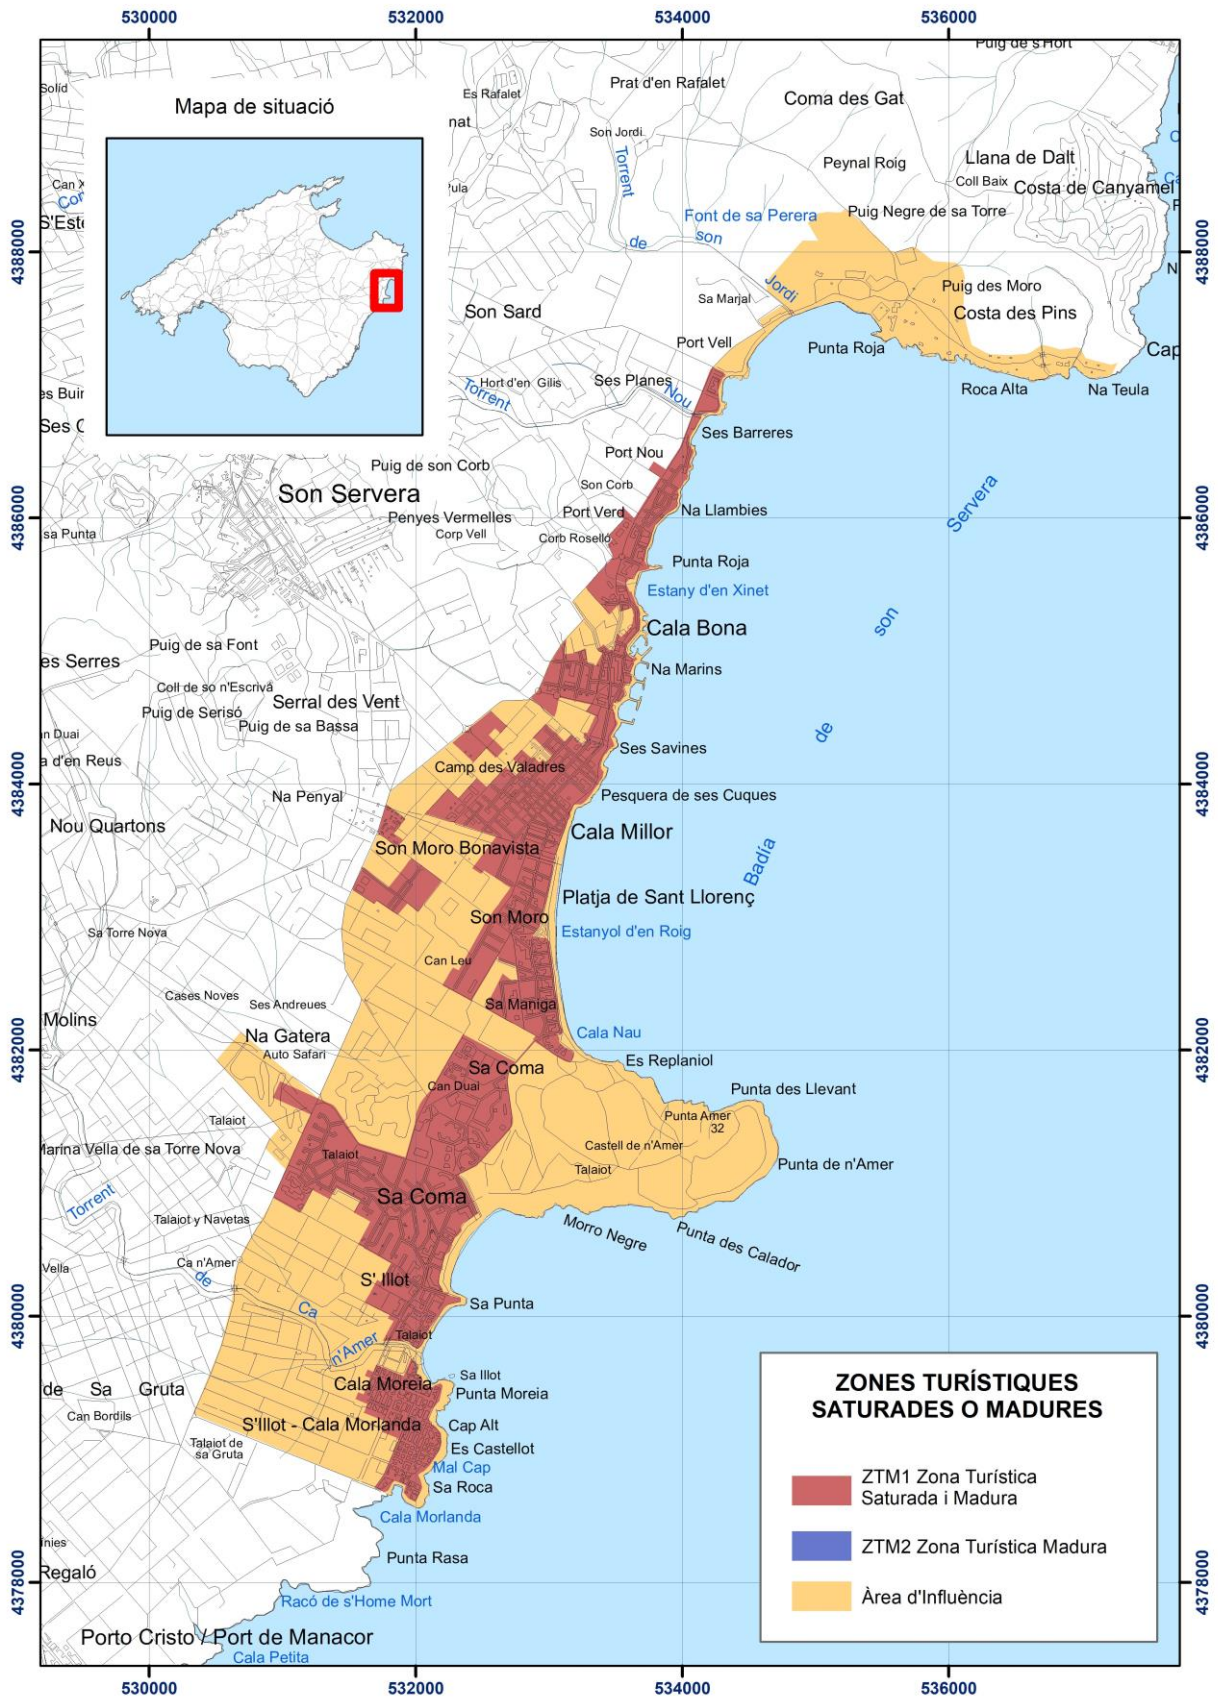 530000
532000
534000
536000
Puig de s'Hort
Solíd
Prat d'en Rafalet
Es Rafalet
Coma des Gat
Mapa de situació
nat
Son Jordi
Torrent
Peynal Roig
Llana de Dalt
Coll Baix
Costa de Canyamel
Can X
Pula
Cor
S'Este
Font de sa Perera
Puig Negre de sa Torre
son
de
4388000
4388000
Jordi
Puig des Moro
Sa Marjal
Costa des Pins
Son Sard
Port Vell
Punta Roja
Cap
Hort d'en Gilis
Ses Planes
Torrent
Nou
Roca Alta
Na Teula
es Buir
Ses C
Ses Barreres
Port Nou
Puig de son Corb
Son Corb
Servera
Son Servera
Port Verd
Na Llambies
Penyes Vermelles
4386000
4386000
sa Punta
Corp Vell
Corb Roselló
Punta Roja
Estany d'en Xinet
son
Cala Bona
Puig de sa Font
es Serres
Na Marins
Coll de so n'Escrivà
Serral des Vent
Puig de Serisó
Puig de sa Bassa
de
n Duai
Ses Savines
a d'en Reus
Camp des Valadres
4384000
4384000
Na Penyal
Pesquera de ses Cuques
Nou Quartons
Cala Millor
Son Moro Bonavista
Badía
Platja de Sant Llorenç
Son Moro
Sa Torre Nova
Estanyol d'en Roig
Can Leu
Cases Noves
Ses Andreues
Sa Maniga
Molins
Na Gatera
Cala Nau
Auto Safari
4382000
4382000
Es Replaniol
Sa Coma
Can Duai
Punta des Llevant
Talaiot
Punta Amer
32
Marina Vella de sa Torre Nova
Talaiot
Castell de n'Amer
Talaiot
Punta de n'Amer
Torrent
Sa Coma
Talaiot y Navetas
Morro Negre
Punta des Calador
Vella
Ca n'Amer
de
S' Illot
Ca
Sa Punta
4380000
4380000
n'Amer
Talaiot
Sa Illot
Cala Moreia
Punta Moreia
de Sa Gruta
Can Bordils
S'Illot - Cala Morlanda
Cap Alt
Talaiot de
sa Gruta
Es Castellot
Mal Cap
Sa Roca
Cala Morlanda
Punta Rasa
Regaló
4378000
4378000
Racó de s'Home Mort
Porto Cristo / Port de Manacor
Cala Petita
ZONES TURÍSTIQUES
SATURADES O MADURES
ZTM1 Zona Turística
Saturada i Madura
ZTM2 Zona Turística Madura
Àrea d'Influència
530000
532000
534000
536000